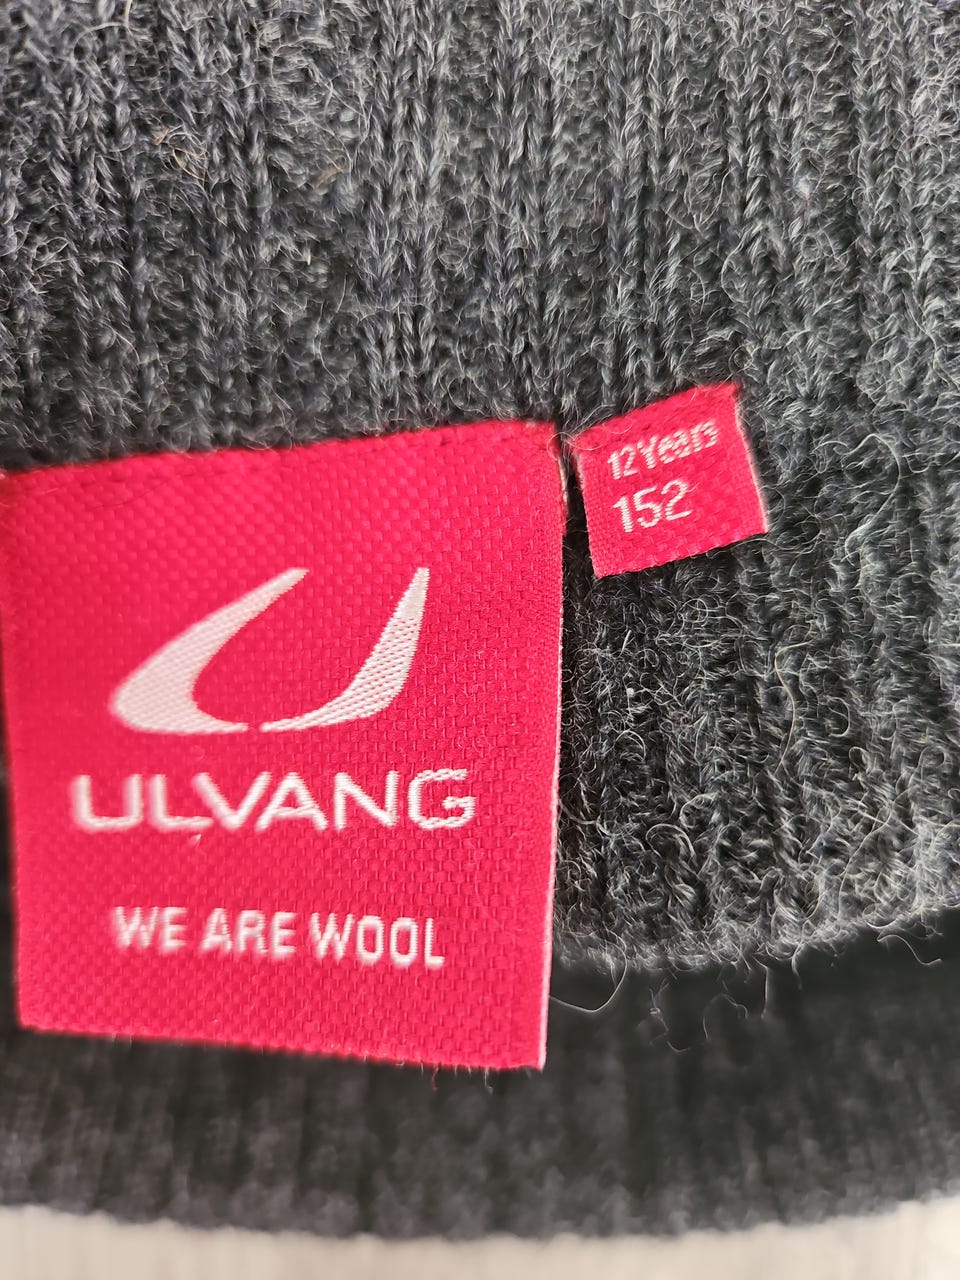 12Years
152
ULVANG
WE ARE WOOL